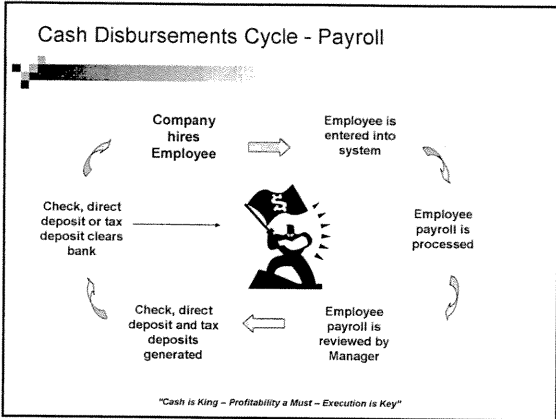 Cash Disbursements Cycle - Payroll
Company
hires
Employee
Employee is
entered into
system
Employee
payroll is
processed
Employee
payroll is
reviewed by
Manager
Check, direct
deposit and tax
deposits
generated
Check, direct
deposit or tax
deposit clears
bank
$
"Cash is King – Profitability a Must – Execution is Key"